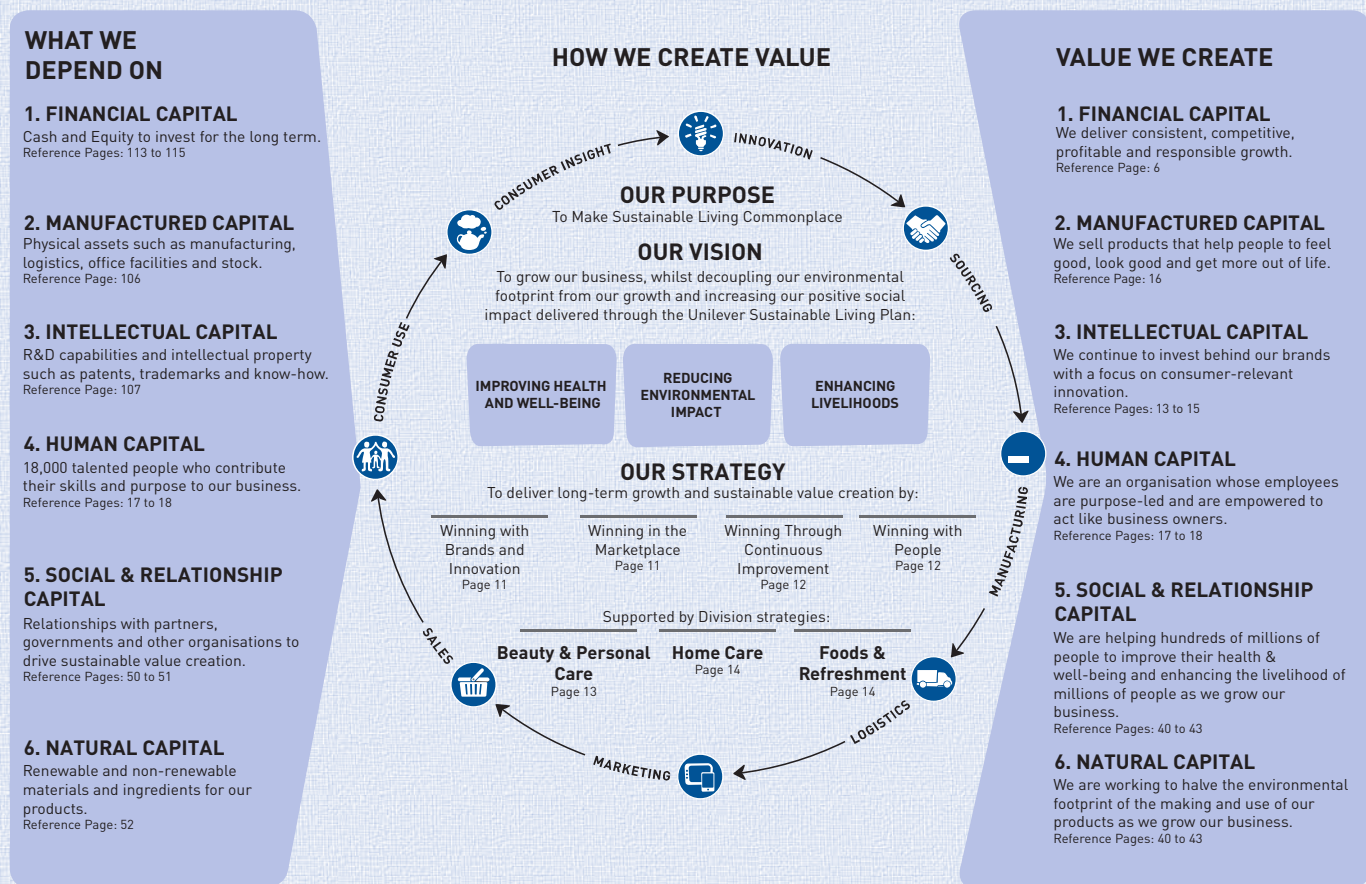 WHAT WE
DEPEND ON
1. FINANCIAL CAPITAL
Cash and Equity to invest for the long term.
Reference Pages: 113 to 115
2. MANUFACTURED CAPITAL
Physical assets such as manufacturing,
logistics, office facilities and stock.
Reference Page: 106
3. INTELLECTUAL CAPITAL
R&D capabilities and intellectual property
such as patents, trademarks and know-how.
Reference Page: 107
4. HUMAN CAPITAL
18,000 talented people who contribute
their skills and purpose to our business.
Reference Pages: 17 to 18
5. SOCIAL & RELATIONSHIP
CAPITAL
Relationships with partners,
governments and other organisations to
drive sustainable value creation.
Reference Pages: 50 to 51
6. NATURAL CAPITAL
Renewable and non-renewable
materials and ingredients for our
products.
Reference Page: 52
HOW WE CREATE VALUE
CONSUMER INSIGHT
INNOVATION
SOURCING
MANUFACTURING
LOGISTICS
MARKETING
SALES
CONSUMER USE
OUR PURPOSE
To Make Sustainable Living Commonplace
OUR VISION
To grow our business, whilst decoupling our environmental
footprint from our growth and increasing our positive social
impact delivered through the Unilever Sustainable Living Plan:
IMPROVING HEALTH
AND WELL-BEING
REDUCING
ENVIRONMENTAL
IMPACT
ENHANCING
LIVELIHOODS
OUR STRATEGY
To deliver long-term growth and sustainable value creation by:
Winning with
Brands and
Innovation
Page 11
Winning in the
Marketplace
Page 11
Winning Through
Continuous
Improvement
Page 12
Winning with
People
Page 12
Supported by Division strategies:
Beauty & Personal
Care
Page 13
Home Care
Page 14
Foods &
Refreshment
Page 14
VALUE WE CREATE
1. FINANCIAL CAPITAL
We deliver consistent, competitive,
profitable and responsible growth.
Reference Page: 6
2. MANUFACTURED CAPITAL
We sell products that help people to feel
good, look good and get more out of life.
Reference Page: 16
3. INTELLECTUAL CAPITAL
We continue to invest behind our brands
with a focus on consumer-relevant
innovation.
Reference Pages: 13 to 15
4. HUMAN CAPITAL
We are an organisation whose employees
are purpose-led and are empowered to
act like business owners.
Reference Pages: 17 to 18
5. SOCIAL & RELATIONSHIP
CAPITAL
We are helping hundreds of millions of
people to improve their health &
well-being and enhancing the livelihood of
millions of people as we grow our
business.
Reference Pages: 40 to 43
6. NATURAL CAPITAL
We are working to halve the environmental
footprint of the making and use of our
products as we grow our business.
Reference Pages: 40 to 43